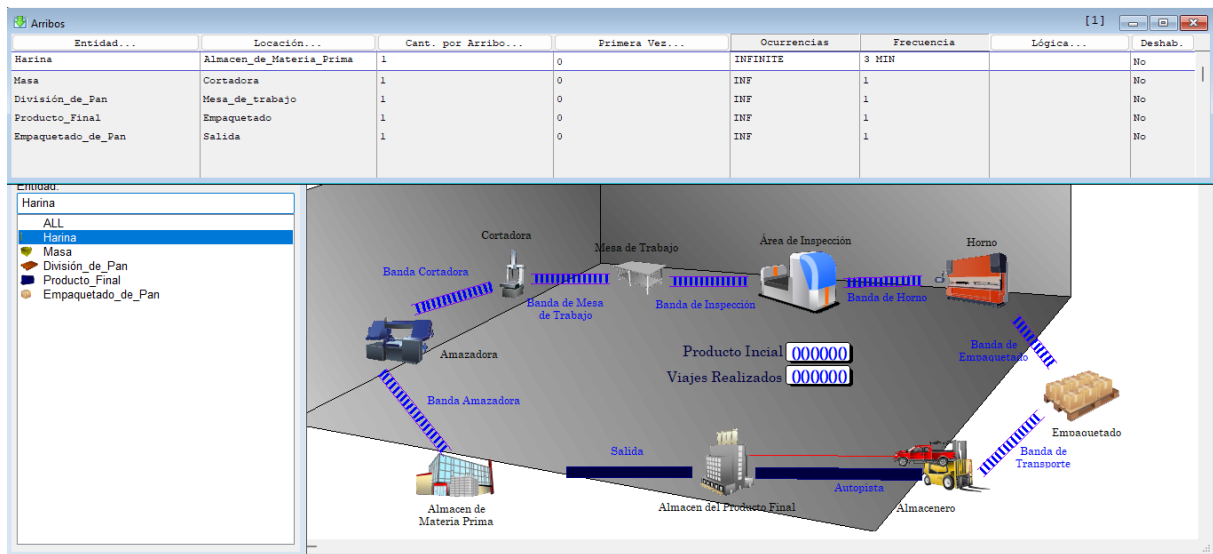 Arribos [1]
Entidad... Locación... Cant. por Arribo... Primera Vez... Ocurrencias Frecuencia Lógica... Deshab.
Harina Almacen_de_Materia_Prima 1 0 INFINITE 3 MIN No
Masa Cortadora 1 0 INF 1 No
División_de_Pan Mesa_de_trabajo 1 0 INF 1 No
Producto_Final Empaquetado 1 0 INF 1 No
Empaquetado_de_Pan Salida 1 0 INF 1 No
Entidad:
Harina
ALL
Harina
Masa
División_de_Pan
Producto_Final
Empaquetado_de_Pan
Cortadora
Mesa de Trabajo
Área de Inspección
Horno
Banda Cortadora
Banda de Mesa
de Trabajo
Banda de Inspección
Banda de Horno
Amazadora
Producto Incial 000000
Viajes Realizados 000000
Banda de
Empaquetado
Banda Amazadora
Empaquetado
Salida
Banda de
Transporte
Autopista
Almacen de
Materia Prima
Almacen del Producto Final
Almacenero